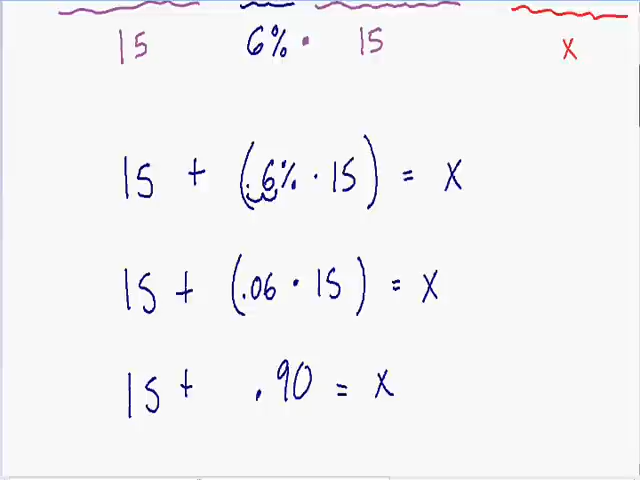 15 6% · 15 x
15 + (.6% · 15) = x
15 + (.06 · 15) = x
15 + .90 = x